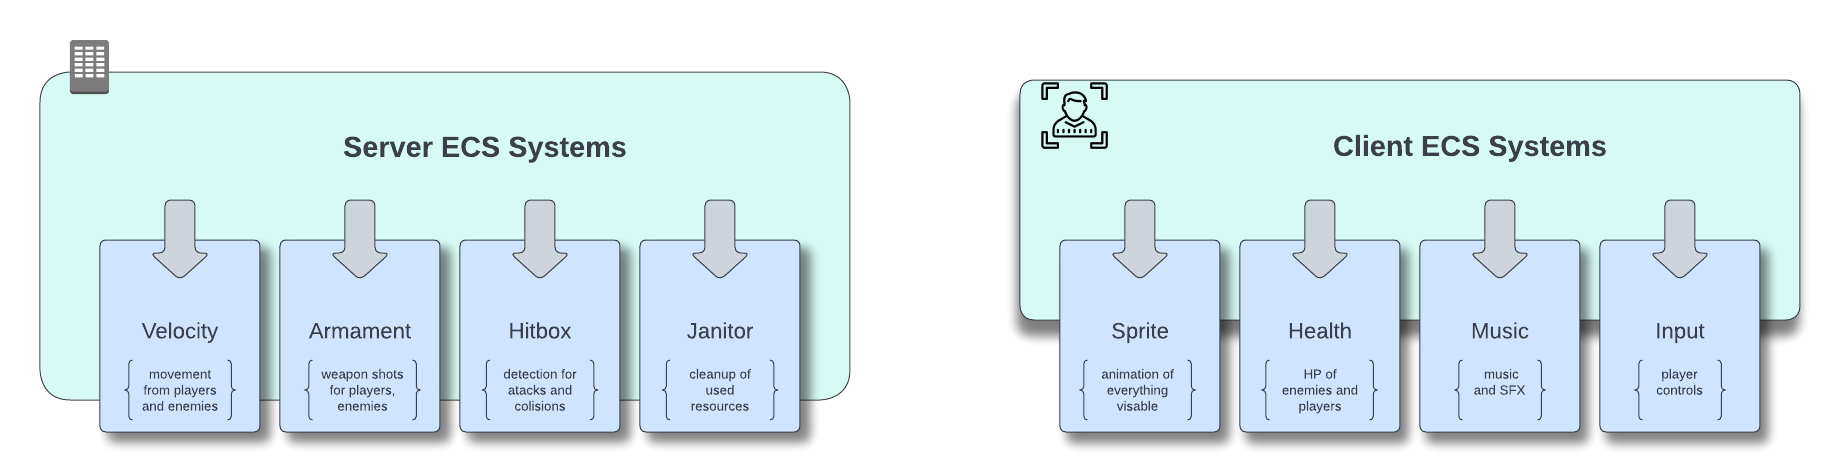 Server ECS Systems
Velocity
movement
from players
and enemies
Armament
weapon shots
for players,
enemies
Hitbox
detection for
attacks and
colisions
Janitor
cleanup of
used
resources
Client ECS Systems
Sprite
animation of
everything
visable
Health
HP of
enemies and
players
Music
music
and SFX
Input
player
controls